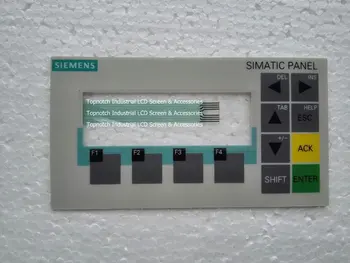 SIEMENS
SIMATIC PANEL
DEL INS
TAB HELP
ESC
+/-
ACK
F1 F2 F3 F4
SHIFT ENTER
Topnotch Industrial LCD Screen & Accessories
Topnotch Industrial LCD Screen & Accessories
Topnotch Industrial LCD Screen & Accessories